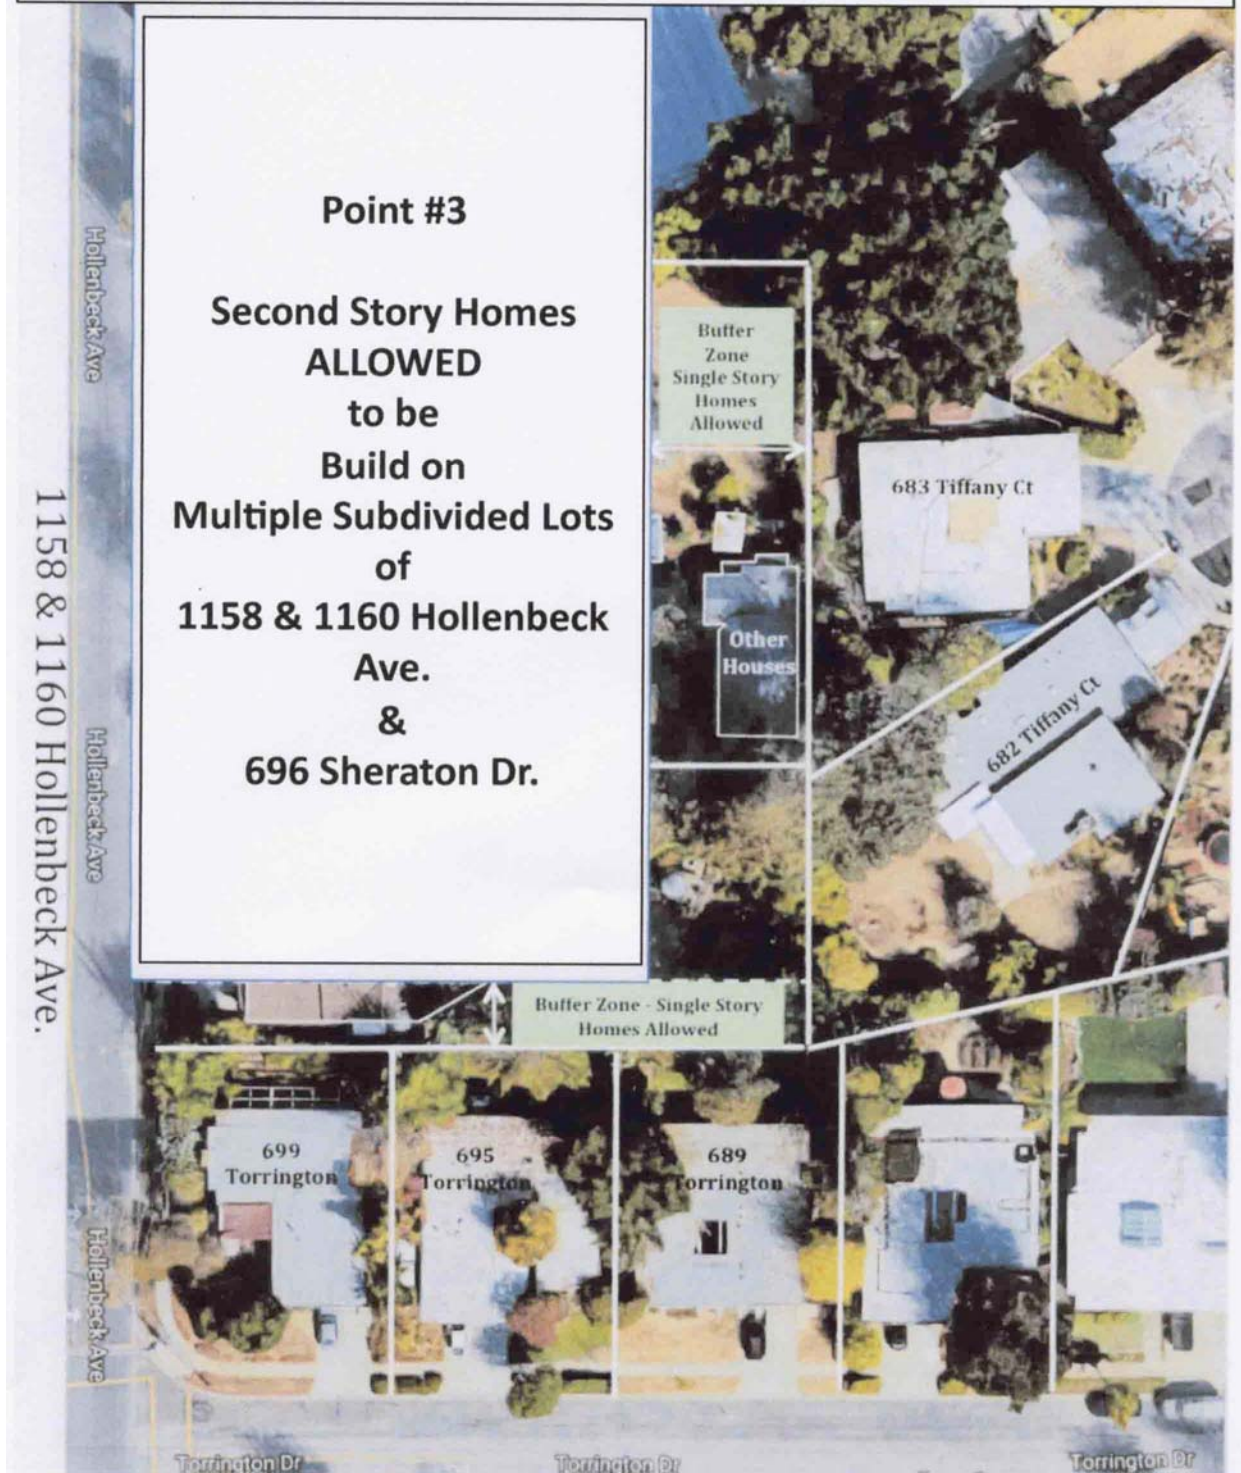 Point #3
Second Story Homes
ALLOWED
to be
Build on
Multiple Subdivided Lots
of
1158 & 1160 Hollenbeck
Ave.
&
696 Sheraton Dr.
1158 & 1160 Hollenbeck Ave.
Hollenbeck Ave
Hollenbeck Ave
Hollenbeck Ave
Buffer
Zone
Single Story
Homes
Allowed
683 Tiffany Ct
Other
Houses
682 Tiffany Ct
Buffer Zone - Single Story
Homes Allowed
699
Torrington
695
Torrington
689
Torrington
Torrington Dr
Torrington Dr
Torrington Dr